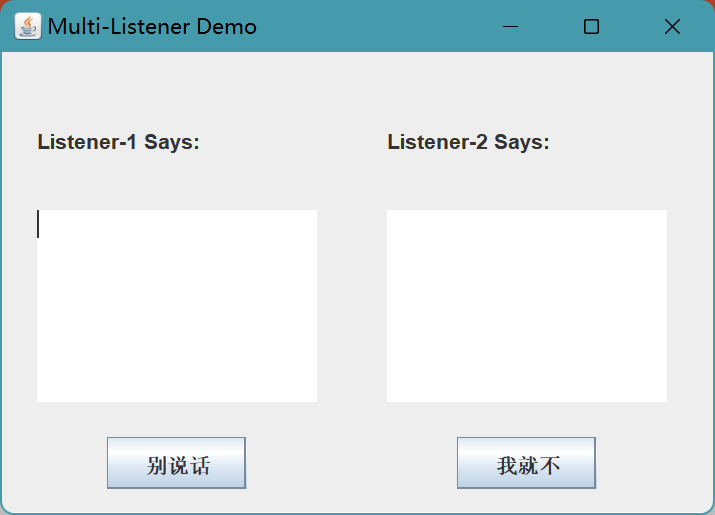 Multi-Listener Demo
Listener-1 Says:
Listener-2 Says:
别说话
我就不